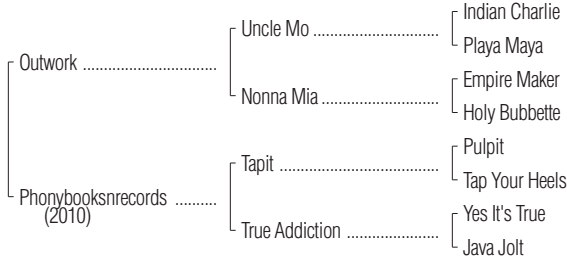 Indian Charlie
Uncle Mo ..............................
Playa Maya
Outwork ................................
Empire Maker
Nonna Mia ............................
Holy Bubbette
Pulpit
Tapit ......................................
Tap Your Heels
Phonybooksnrecords ..........
(2010)
Yes It's True
True Addiction ......................
Java Jolt